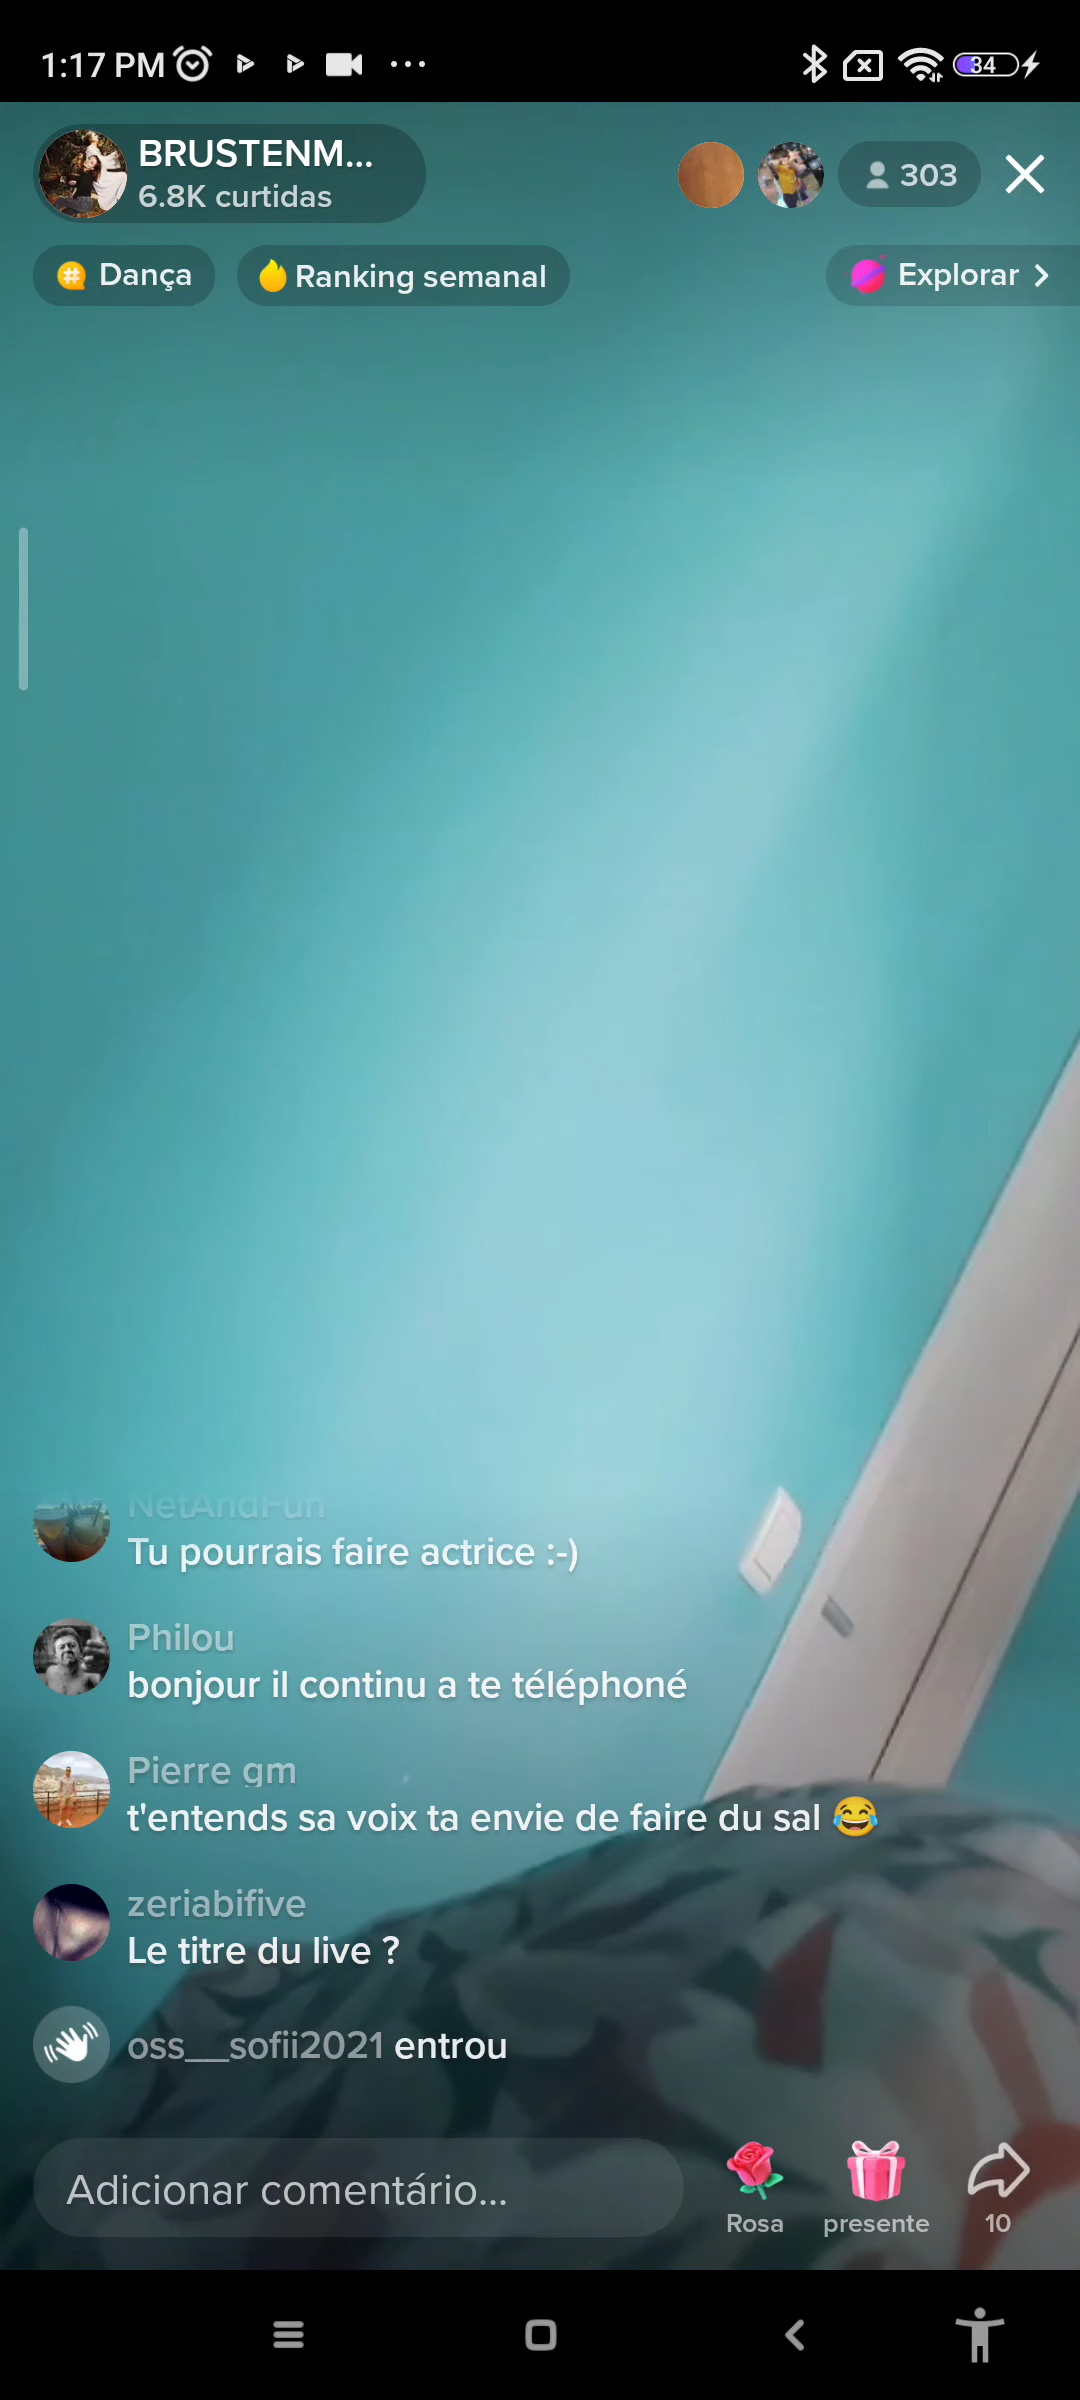 1:17 PM
34
BRUSTENM...
6.8K curtidas
303
Dança
Ranking semanal
Explorar
NetAndFun
Tu pourrais faire actrice :-)
Philou
bonjour il continu a te téléphoné
Pierre gm
t'entends sa voix ta envie de faire du sal 😂
zeriabifive
Le titre du live ?
oss__sofii2021 entrou
Adicionar comentário...
Rosa
presente
10